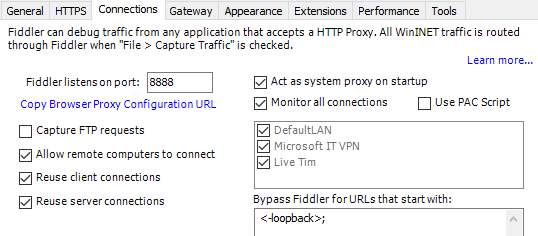 General HTTPS Connections Gateway Appearance Extensions Performance Tools
Fiddler can debug traffic from any application that accepts a HTTP Proxy. All WinINET traffic is routed
through Fiddler when "File > Capture Traffic" is checked.
Learn more...
Fiddler listens on port: 8888
Copy Browser Proxy Configuration URL
Capture FTP requests
Allow remote computers to connect
Reuse client connections
Reuse server connections
Act as system proxy on startup
Monitor all connections Use PAC Script
DefaultLAN
Microsoft IT VPN
Live Tim
Bypass Fiddler for URLs that start with:
<-loopback>;